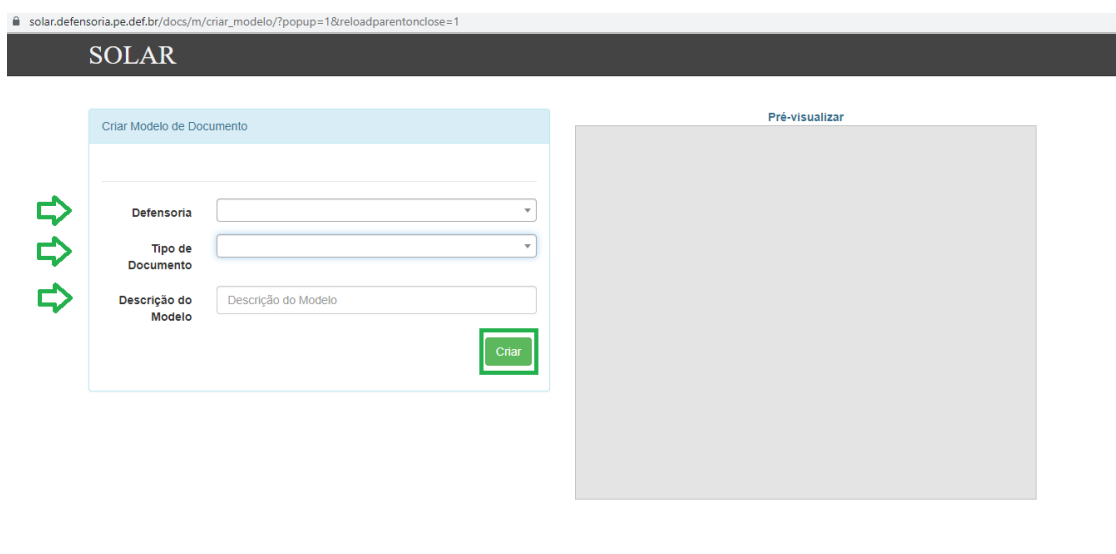 solar.defensoria.pe.def.br/docs/m/criar_modelo/?popup=1&reloadparentonclose=1
SOLAR
Criar Modelo de Documento
Defensoria
Tipo de
Documento
Descrição do
Modelo
Descrição do Modelo
Criar
Pré-visualizar